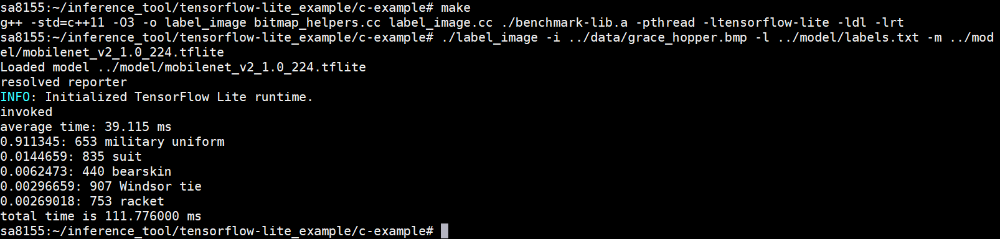 sa8155:~/inference_tool/tensorflow-lite_example/c-example# make
g++ -std=c++11 -O3 -o label_image bitmap_helpers.cc label_image.cc ./benchmark-lib.a -pthread -ltensorflow-lite -ldl -lrt
sa8155:~/inference_tool/tensorflow-lite_example/c-example# ./label_image -i ../data/grace_hopper.bmp -l ../model/labels.txt -m ../mod
el/mobilenet_v2_1.0_224.tflite
Loaded model ../model/mobilenet_v2_1.0_224.tflite
resolved reporter
INFO: Initialized TensorFlow Lite runtime.
invoked
average time: 39.115 ms
0.911345: 653 military uniform
0.0144659: 835 suit
0.0062473: 440 bearskin
0.00296659: 907 Windsor tie
0.00269018: 753 racket
total time is 111.776000 ms
sa8155:~/inference_tool/tensorflow-lite_example/c-example#